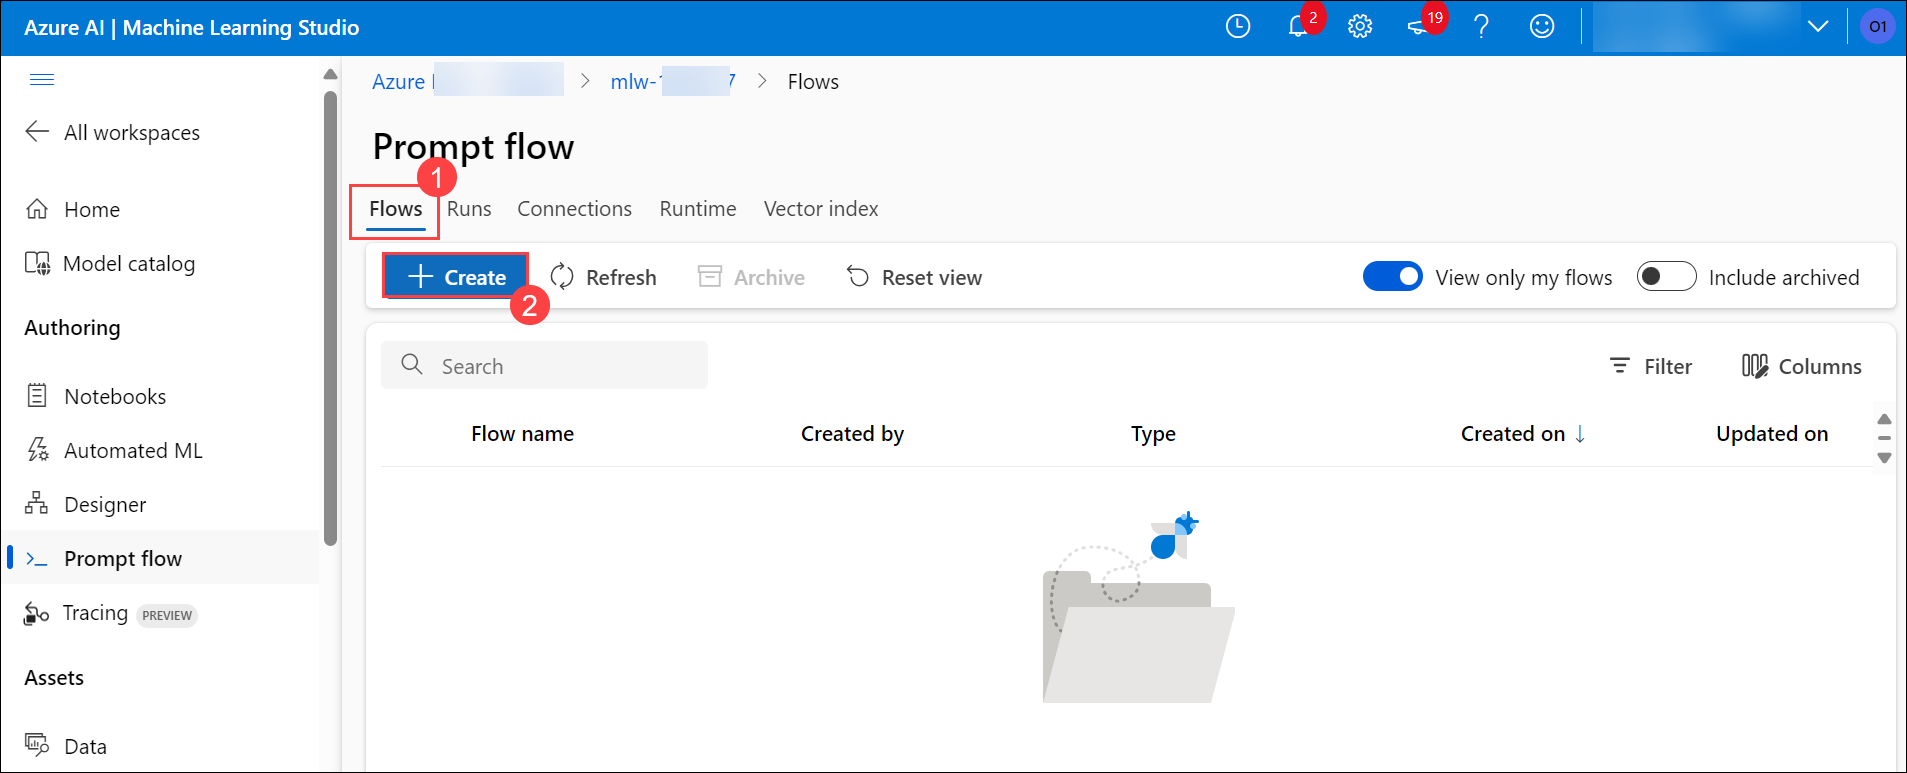 Azure AI | Machine Learning Studio
2
19
O1
All workspaces
Home
Model catalog
Authoring
Notebooks
Automated ML
Designer
Prompt flow
Tracing PREVIEW
Assets
Data
Azure > mlw- 7 > Flows
Prompt flow
1
Flows Runs Connections Runtime Vector index
Create Refresh Archive Reset view View only my flows Include archived
2
Search Filter Columns
Flow name Created by Type Created on ↓ Updated on